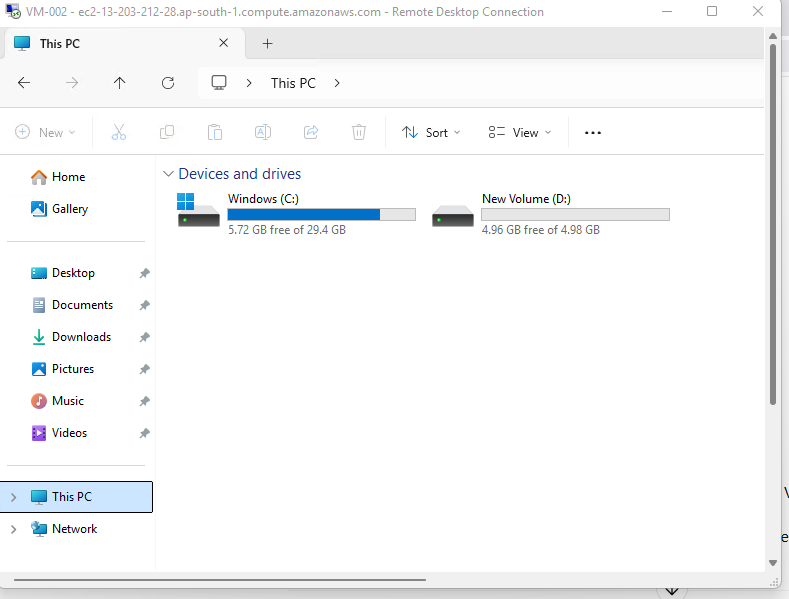 VM-002 - ec2-13-203-212-28.ap-south-1.compute.amazonaws.com - Remote Desktop Connection
This PC
This PC
New Sort View
Home
Gallery
Desktop
Documents
Downloads
Pictures
Music
Videos
This PC
Network
Devices and drives
Windows (C:)
5.72 GB free of 29.4 GB
New Volume (D:)
4.96 GB free of 4.98 GB